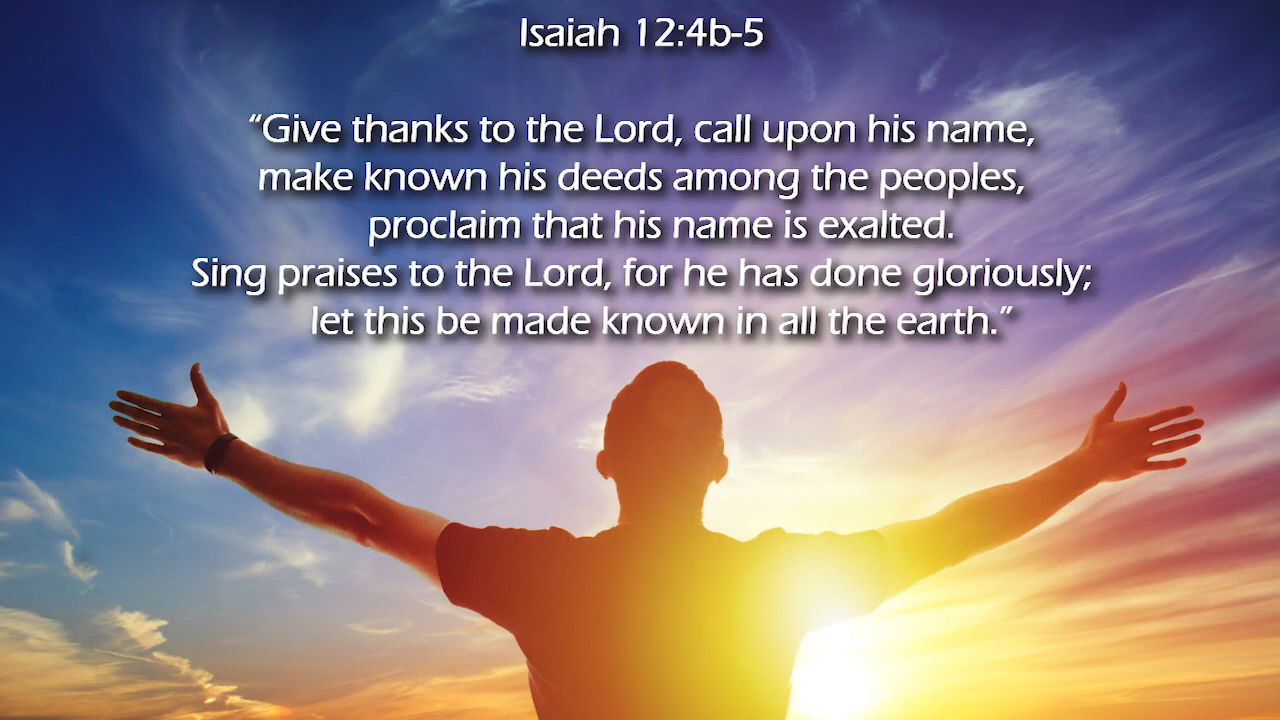 Isaiah 12:4b-5
“Give thanks to the Lord, call upon his name,
make known his deeds among the peoples,
proclaim that his name is exalted.
Sing praises to the Lord, for he has done gloriously;
let this be made known in all the earth.”